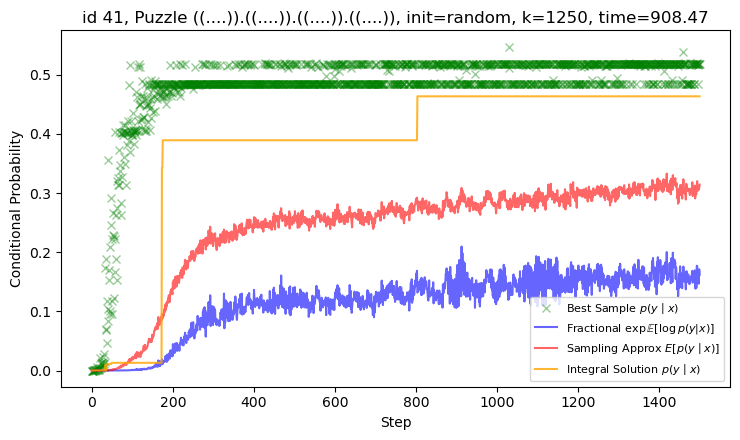 id 41, Puzzle ((....)).((....)).((....)).((....)), init=random, k=1250, time=908.47
Conditional Probability
0.5
0.4
0.3
0.2
0.1
0.0
Best Sample p(y | x)
Fractional exp𝔼[log p(y|x)]
Sampling Approx E[p(y | x)]
Integral Solution p(y | x)
0 200 400 600 800 1000 1200 1400
Step